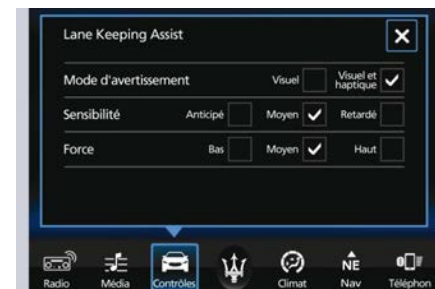 Lane Keeping Assist
Mode d'avertissement Visuel Visuel et haptique
Sensibilité Anticipé Moyen Retardé
Force Bas Moyen Haut
NE
Radio Média Contrôles Climat Nav Téléphon